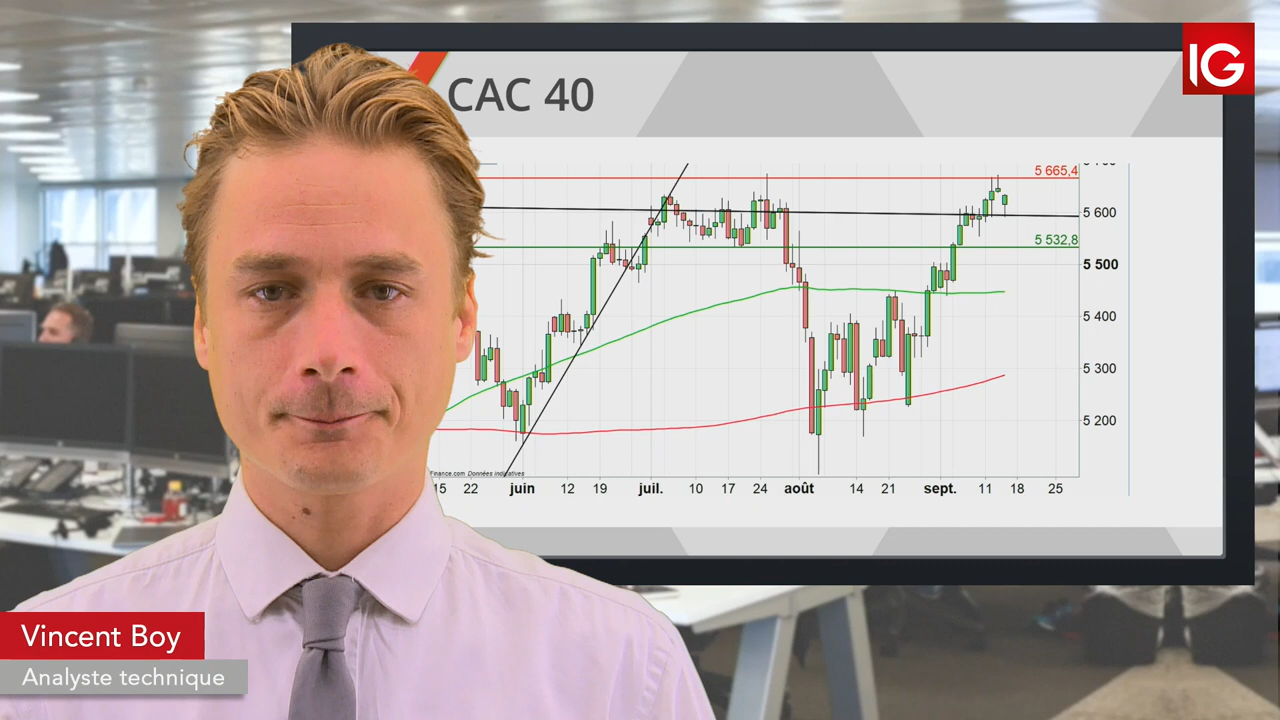 IG
CAC 40
5 665,4
5 600
5 532,8
5 500
5 400
5 300
5 200
Finance.com Données indicatives
15 22 juin 12 19 juil. 10 17 24 août 14 21 sept. 11 18 25
Vincent Boy
Analyste technique